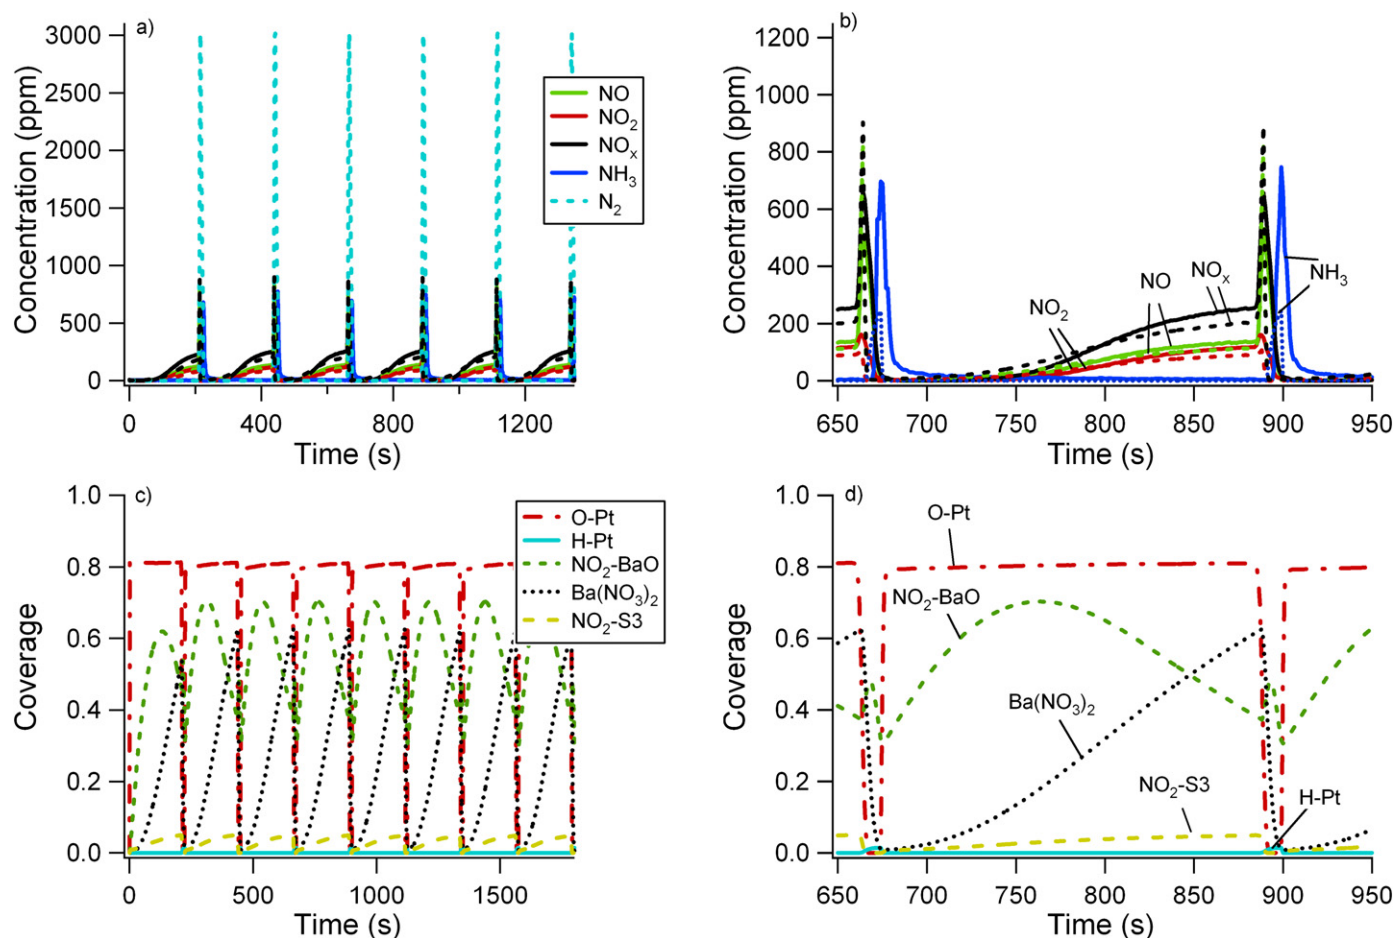 a)
Concentration (ppm)
3000
2500
2000
1500
1000
500
0
0 400 800 1200
Time (s)
NO
NO₂
NOₓ
NH₃
N₂
b)
Concentration (ppm)
1200
1000
800
600
400
200
0
NO₂
NO
NOₓ
NH₃
650 700 750 800 850 900 950
Time (s)
c)
Coverage
1.0
0.8
0.6
0.4
0.2
0.0
0 500 1000 1500
Time (s)
O-Pt
H-Pt
NO₂-BaO
Ba(NO₃)₂
NO₂-S3
d)
Coverage
1.0
0.8
0.6
0.4
0.2
0.0
O-Pt
NO₂-BaO
Ba(NO₃)₂
NO₂-S3
H-Pt
650 700 750 800 850 900 950
Time (s)